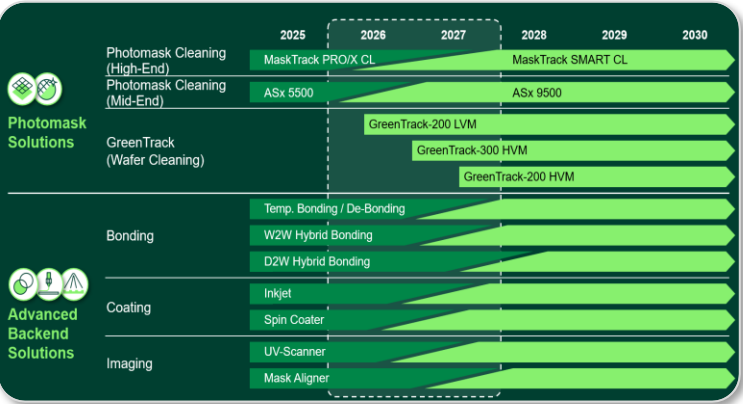 2025 2026 2027 2028 2029 2030
Photomask Cleaning
(High-End)
MaskTrack PRO/X CL MaskTrack SMART CL
Photomask Cleaning
(Mid-End)
ASx 5500 ASx 9500
Photomask
Solutions
GreenTrack
(Wafer Cleaning)
GreenTrack-200 LVM
GreenTrack-300 HVM
GreenTrack-200 HVM
Advanced
Backend
Solutions
Bonding
Temp. Bonding / De-Bonding
W2W Hybrid Bonding
D2W Hybrid Bonding
Coating
Inkjet
Spin Coater
Imaging
UV-Scanner
Mask Aligner